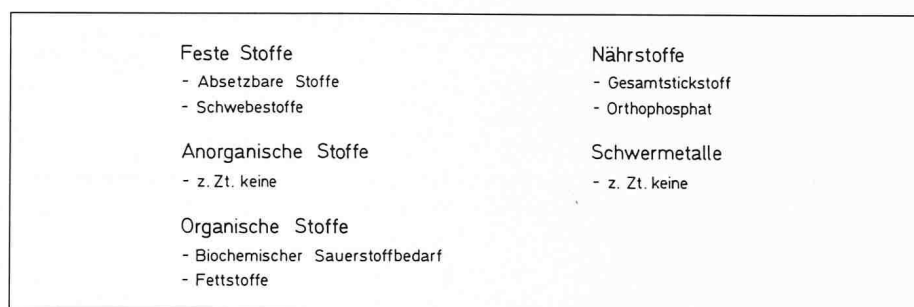 Feste Stoffe
- Absetzbare Stoffe
- Schwebestoffe
Anorganische Stoffe
- z. Zt. keine
Organische Stoffe
- Biochemischer Sauerstoffbedarf
- Fettstoffe
Nährstoffe
- Gesamtstickstoff
- Orthophosphat
Schwermetalle
- z. Zt. keine